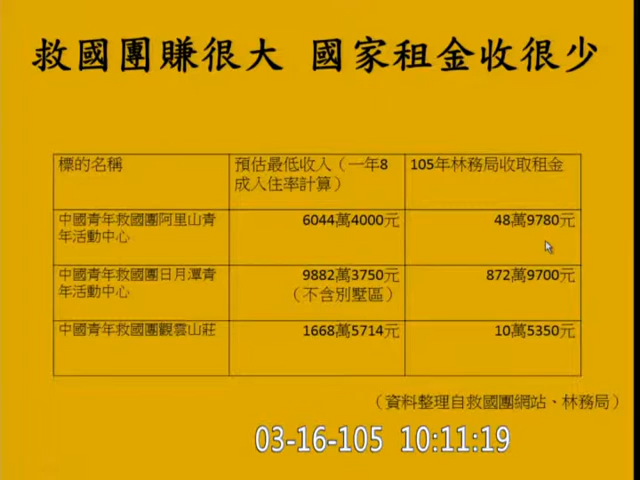 救國團賺很大 國家租金收很少
標的名稱
預估最低收入（一年8
成入住率計算）
105年林務局收取租金
中國青年救國團阿里山青
年活動中心
6044萬4000元
48萬9780元
中國青年救國團日月潭青
年活動中心
9882萬3750元
（不含別墅區）
872萬9700元
中國青年救國團觀雲山莊
1668萬5714元
10萬5350元
（資料整理自救國團網站、林務局）
03-16-105 10:11:19